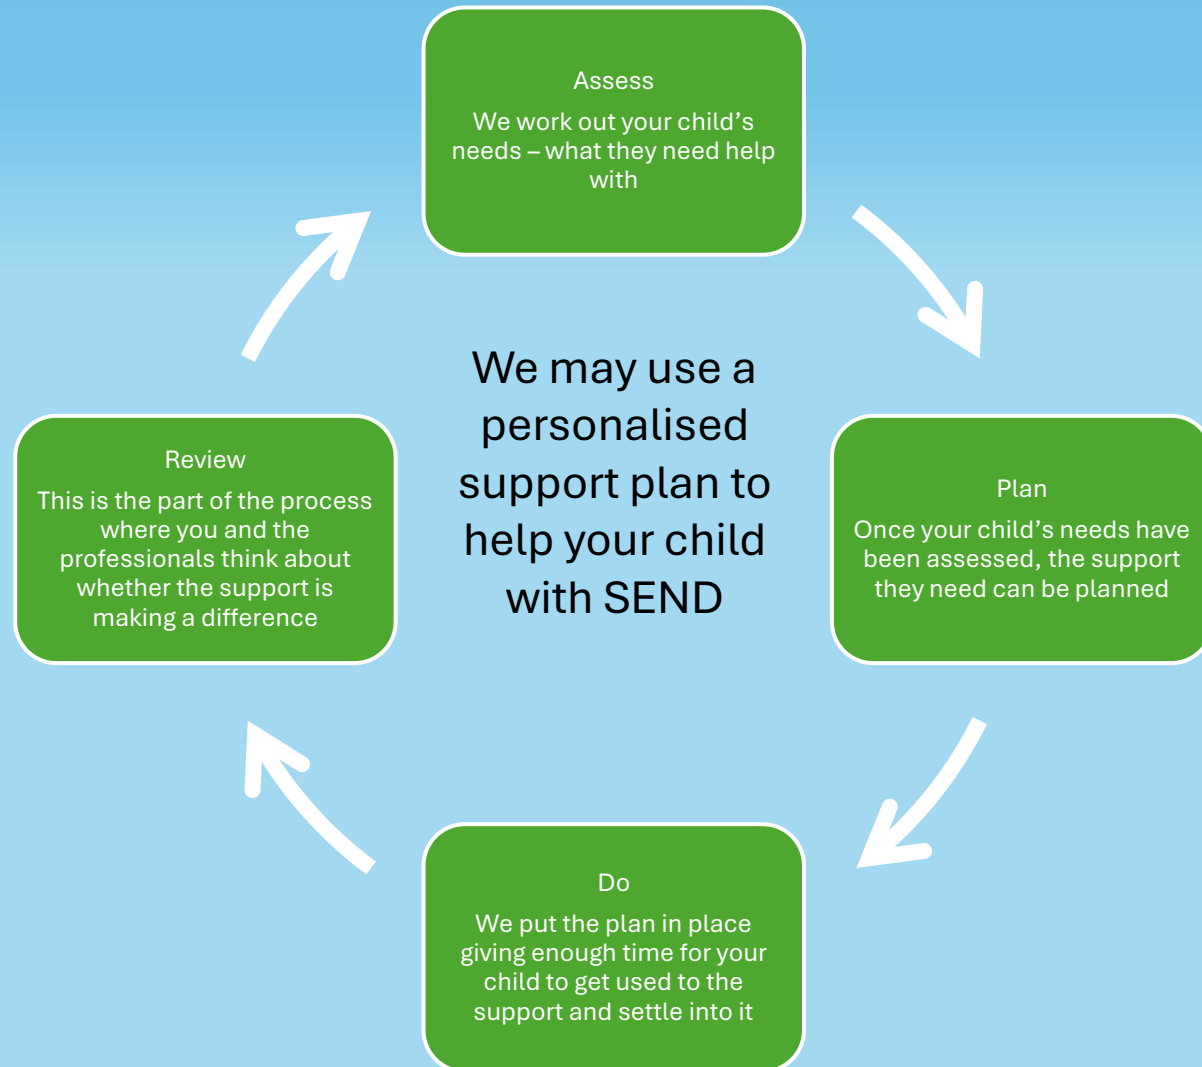 Assess
We work out your child’s
needs – what they need help
with
We may use a
personalised
support plan to
help your child
with SEND
Plan
Once your child’s needs have
been assessed, the support
they need can be planned
Do
We put the plan in place
giving enough time for your
child to get used to the
support and settle into it
Review
This is the part of the process
where you and the
professionals think about
whether the support is
making a difference